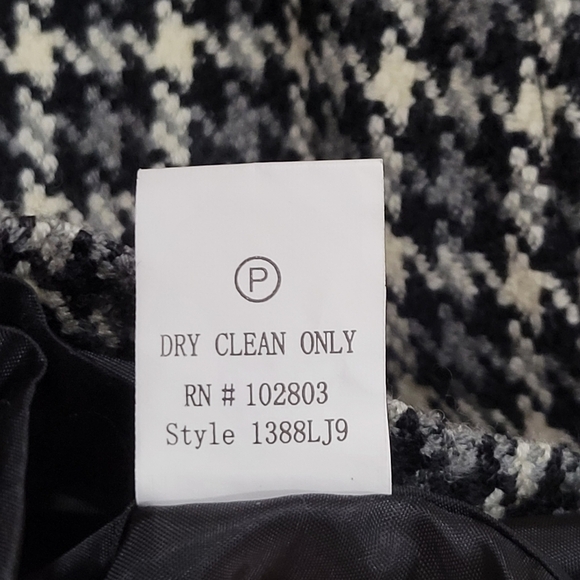 P
DRY CLEAN ONLY
RN # 102803
Style 1388LJ9